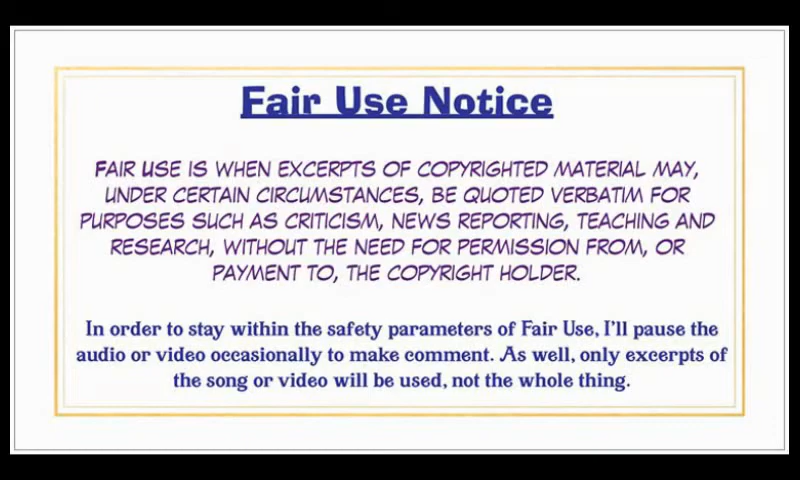 Fair Use Notice
FAIR USE IS WHEN EXCERPTS OF COPYRIGHTED MATERIAL MAY,
UNDER CERTAIN CIRCUMSTANCES, BE QUOTED VERBATIM FOR
PURPOSES SUCH AS CRITICISM, NEWS REPORTING, TEACHING AND
RESEARCH, WITHOUT THE NEED FOR PERMISSION FROM, OR
PAYMENT TO, THE COPYRIGHT HOLDER.
In order to stay within the safety parameters of Fair Use, I'll pause the
audio or video occasionally to make comment. As well, only excerpts of
the song or video will be used, not the whole thing.